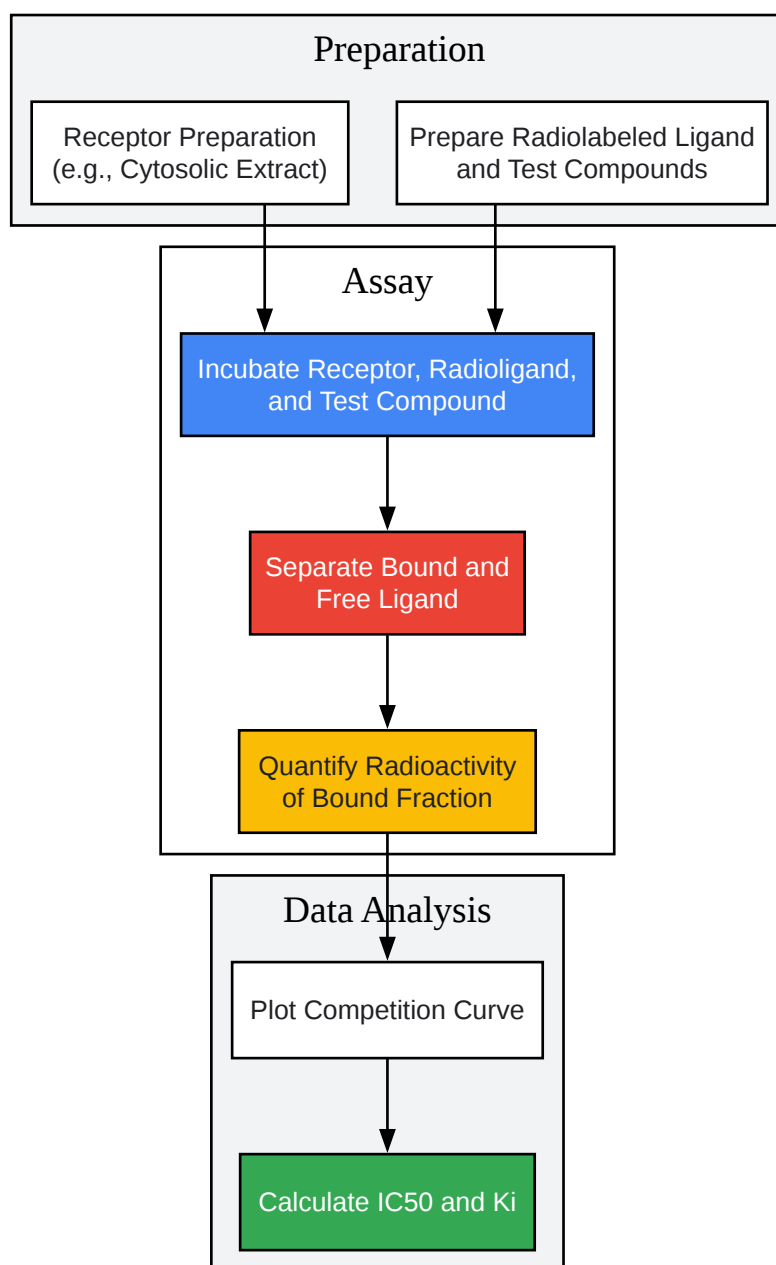 Preparation
Receptor Preparation
(e.g., Cytosolic Extract)
Prepare Radiolabeled Ligand
and Test Compounds
Assay
Incubate Receptor, Radioligand,
and Test Compound
Separate Bound and
Free Ligand
Quantify Radioactivity
of Bound Fraction
Data Analysis
Plot Competition Curve
Calculate IC50 and Ki